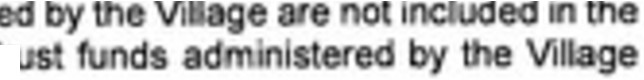 ed by the Village are not included in the
ust funds administered by the Village